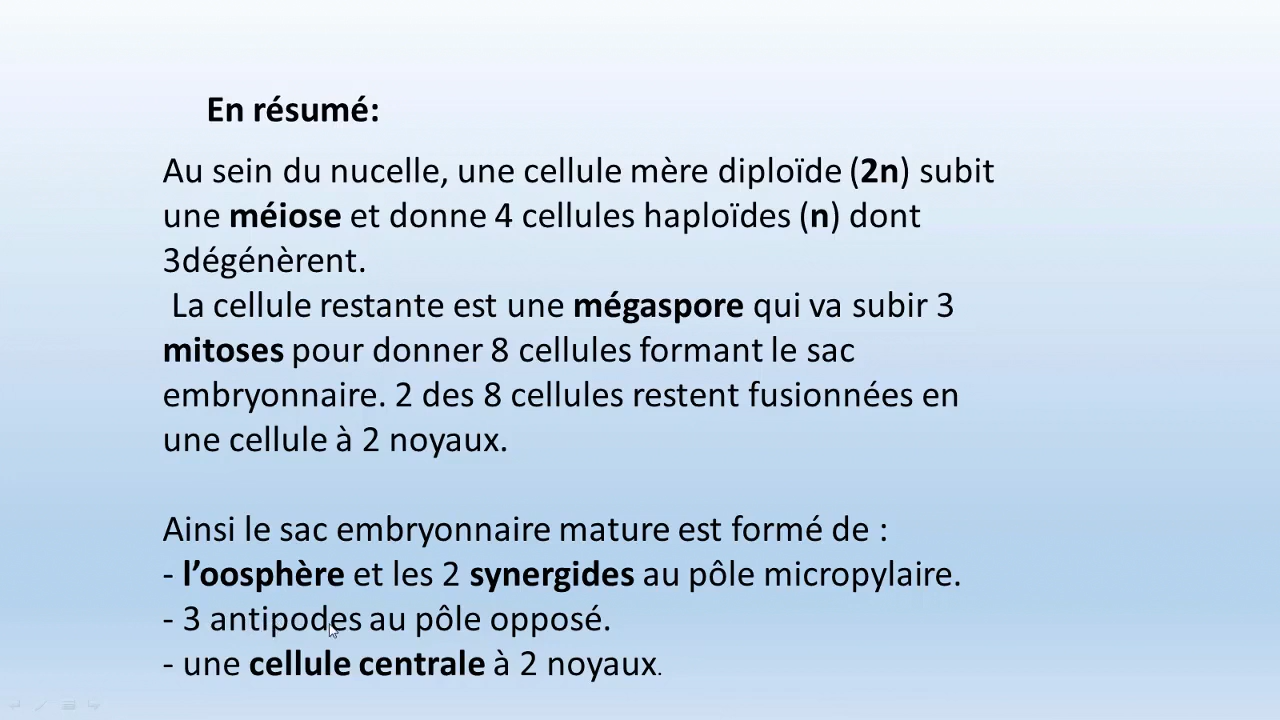 En résumé:
Au sein du nucelle, une cellule mère diploïde (2n) subit
une méiose et donne 4 cellules haploïdes (n) dont
3dégénèrent.
La cellule restante est une mégaspore qui va subir 3
mitoses pour donner 8 cellules formant le sac
embryonnaire. 2 des 8 cellules restent fusionnées en
une cellule à 2 noyaux.
Ainsi le sac embryonnaire mature est formé de :
- l’oosphère et les 2 synergides au pôle micropylaire.
- 3 antipodes au pôle opposé.
- une cellule centrale à 2 noyaux.